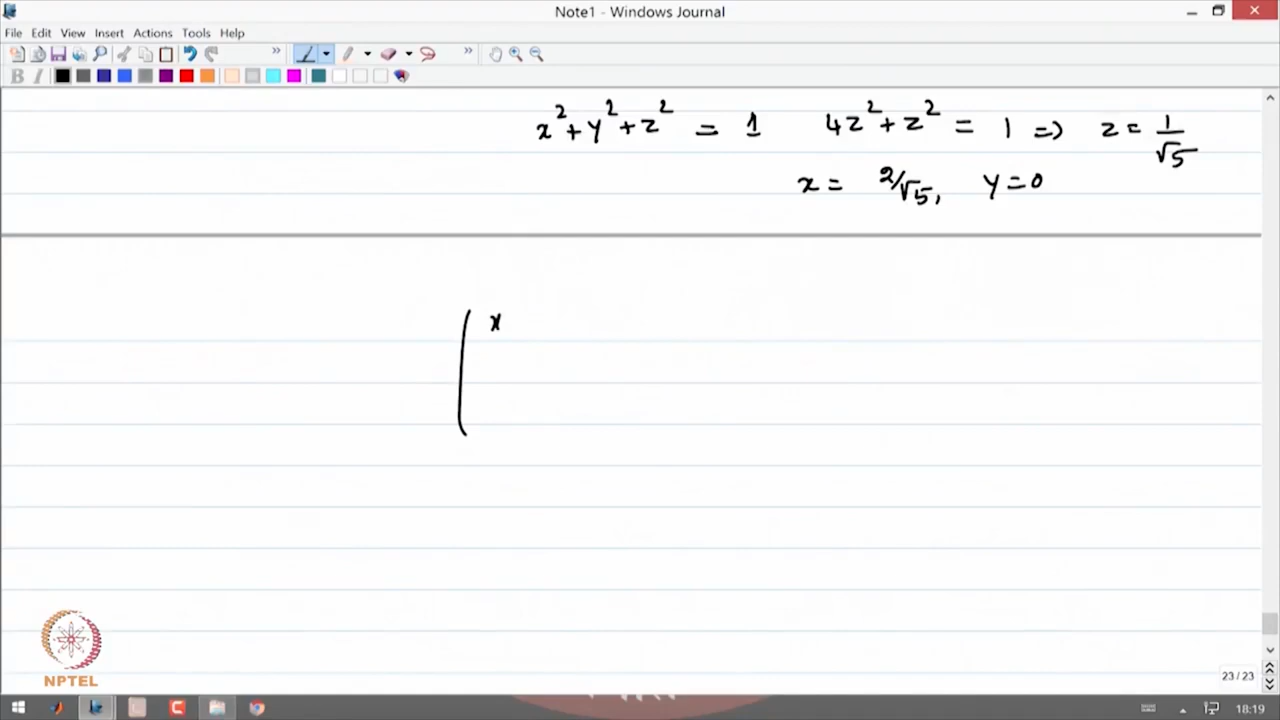 Note1 - Windows Journal
File Edit View Insert Actions Tools Help
x² + y² + z² = 1 4z² + z² = 1 => z = 1/√5
x = 2/√5, y = 0
( x
NPTEL
23 / 23
18:19